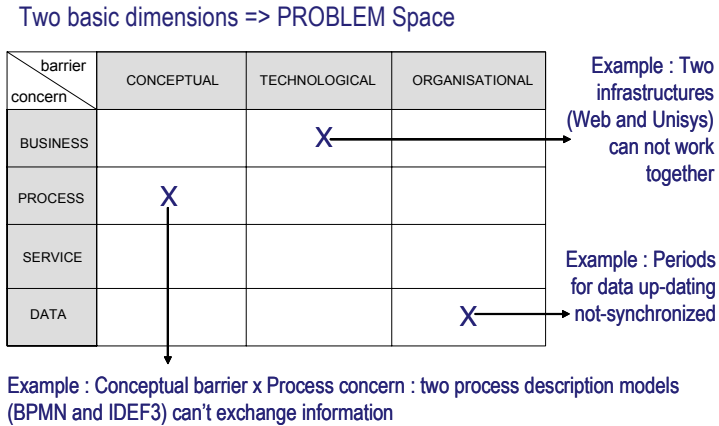 Two basic dimensions => PROBLEM Space
barrier
concern
CONCEPTUAL
TECHNOLOGICAL
ORGANISATIONAL
BUSINESS
X
PROCESS
X
SERVICE
DATA
X
Example : Two
infrastructures
(Web and Unisys)
can not work
together
Example : Periods
for data up-dating
not-synchronized
Example : Conceptual barrier x Process concern : two process description models
(BPMN and IDEF3) can't exchange information